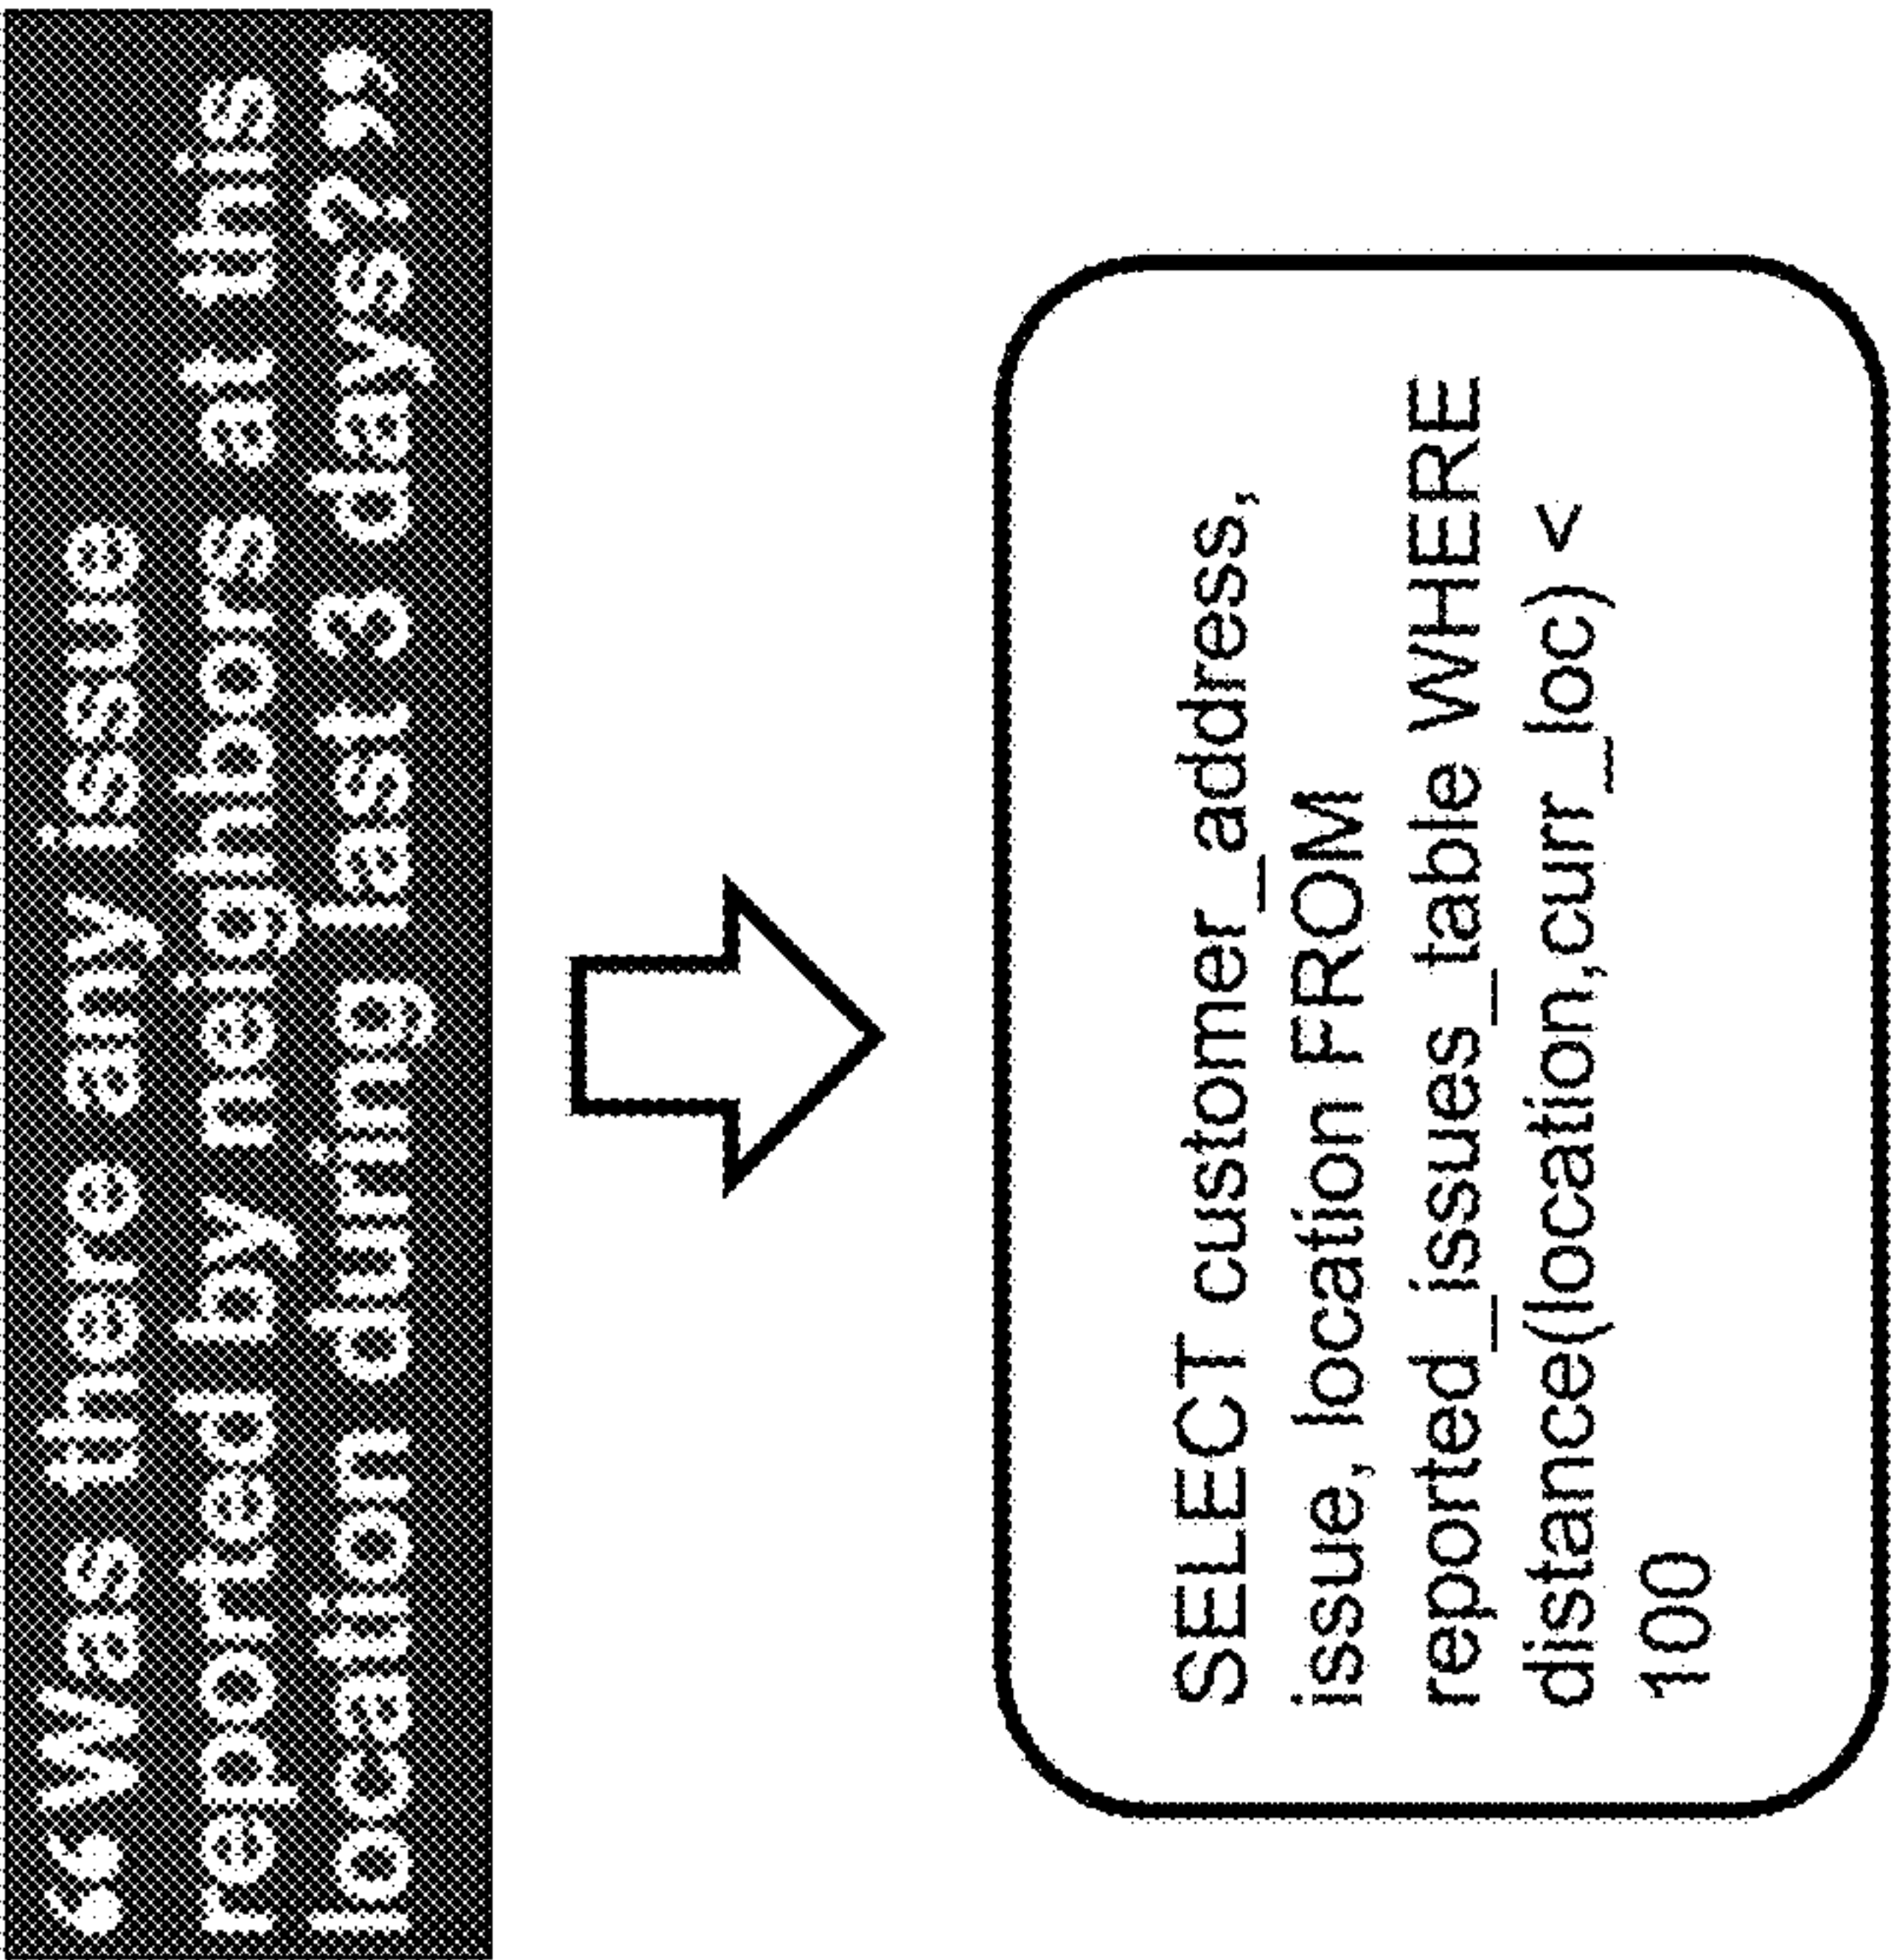 “Was there any issue
reported by neighbors at this
location during last 3 days?”
SELECT customer_address,
issue, location FROM
reported_issues_table WHERE
distance(location,curr_loc) <
100